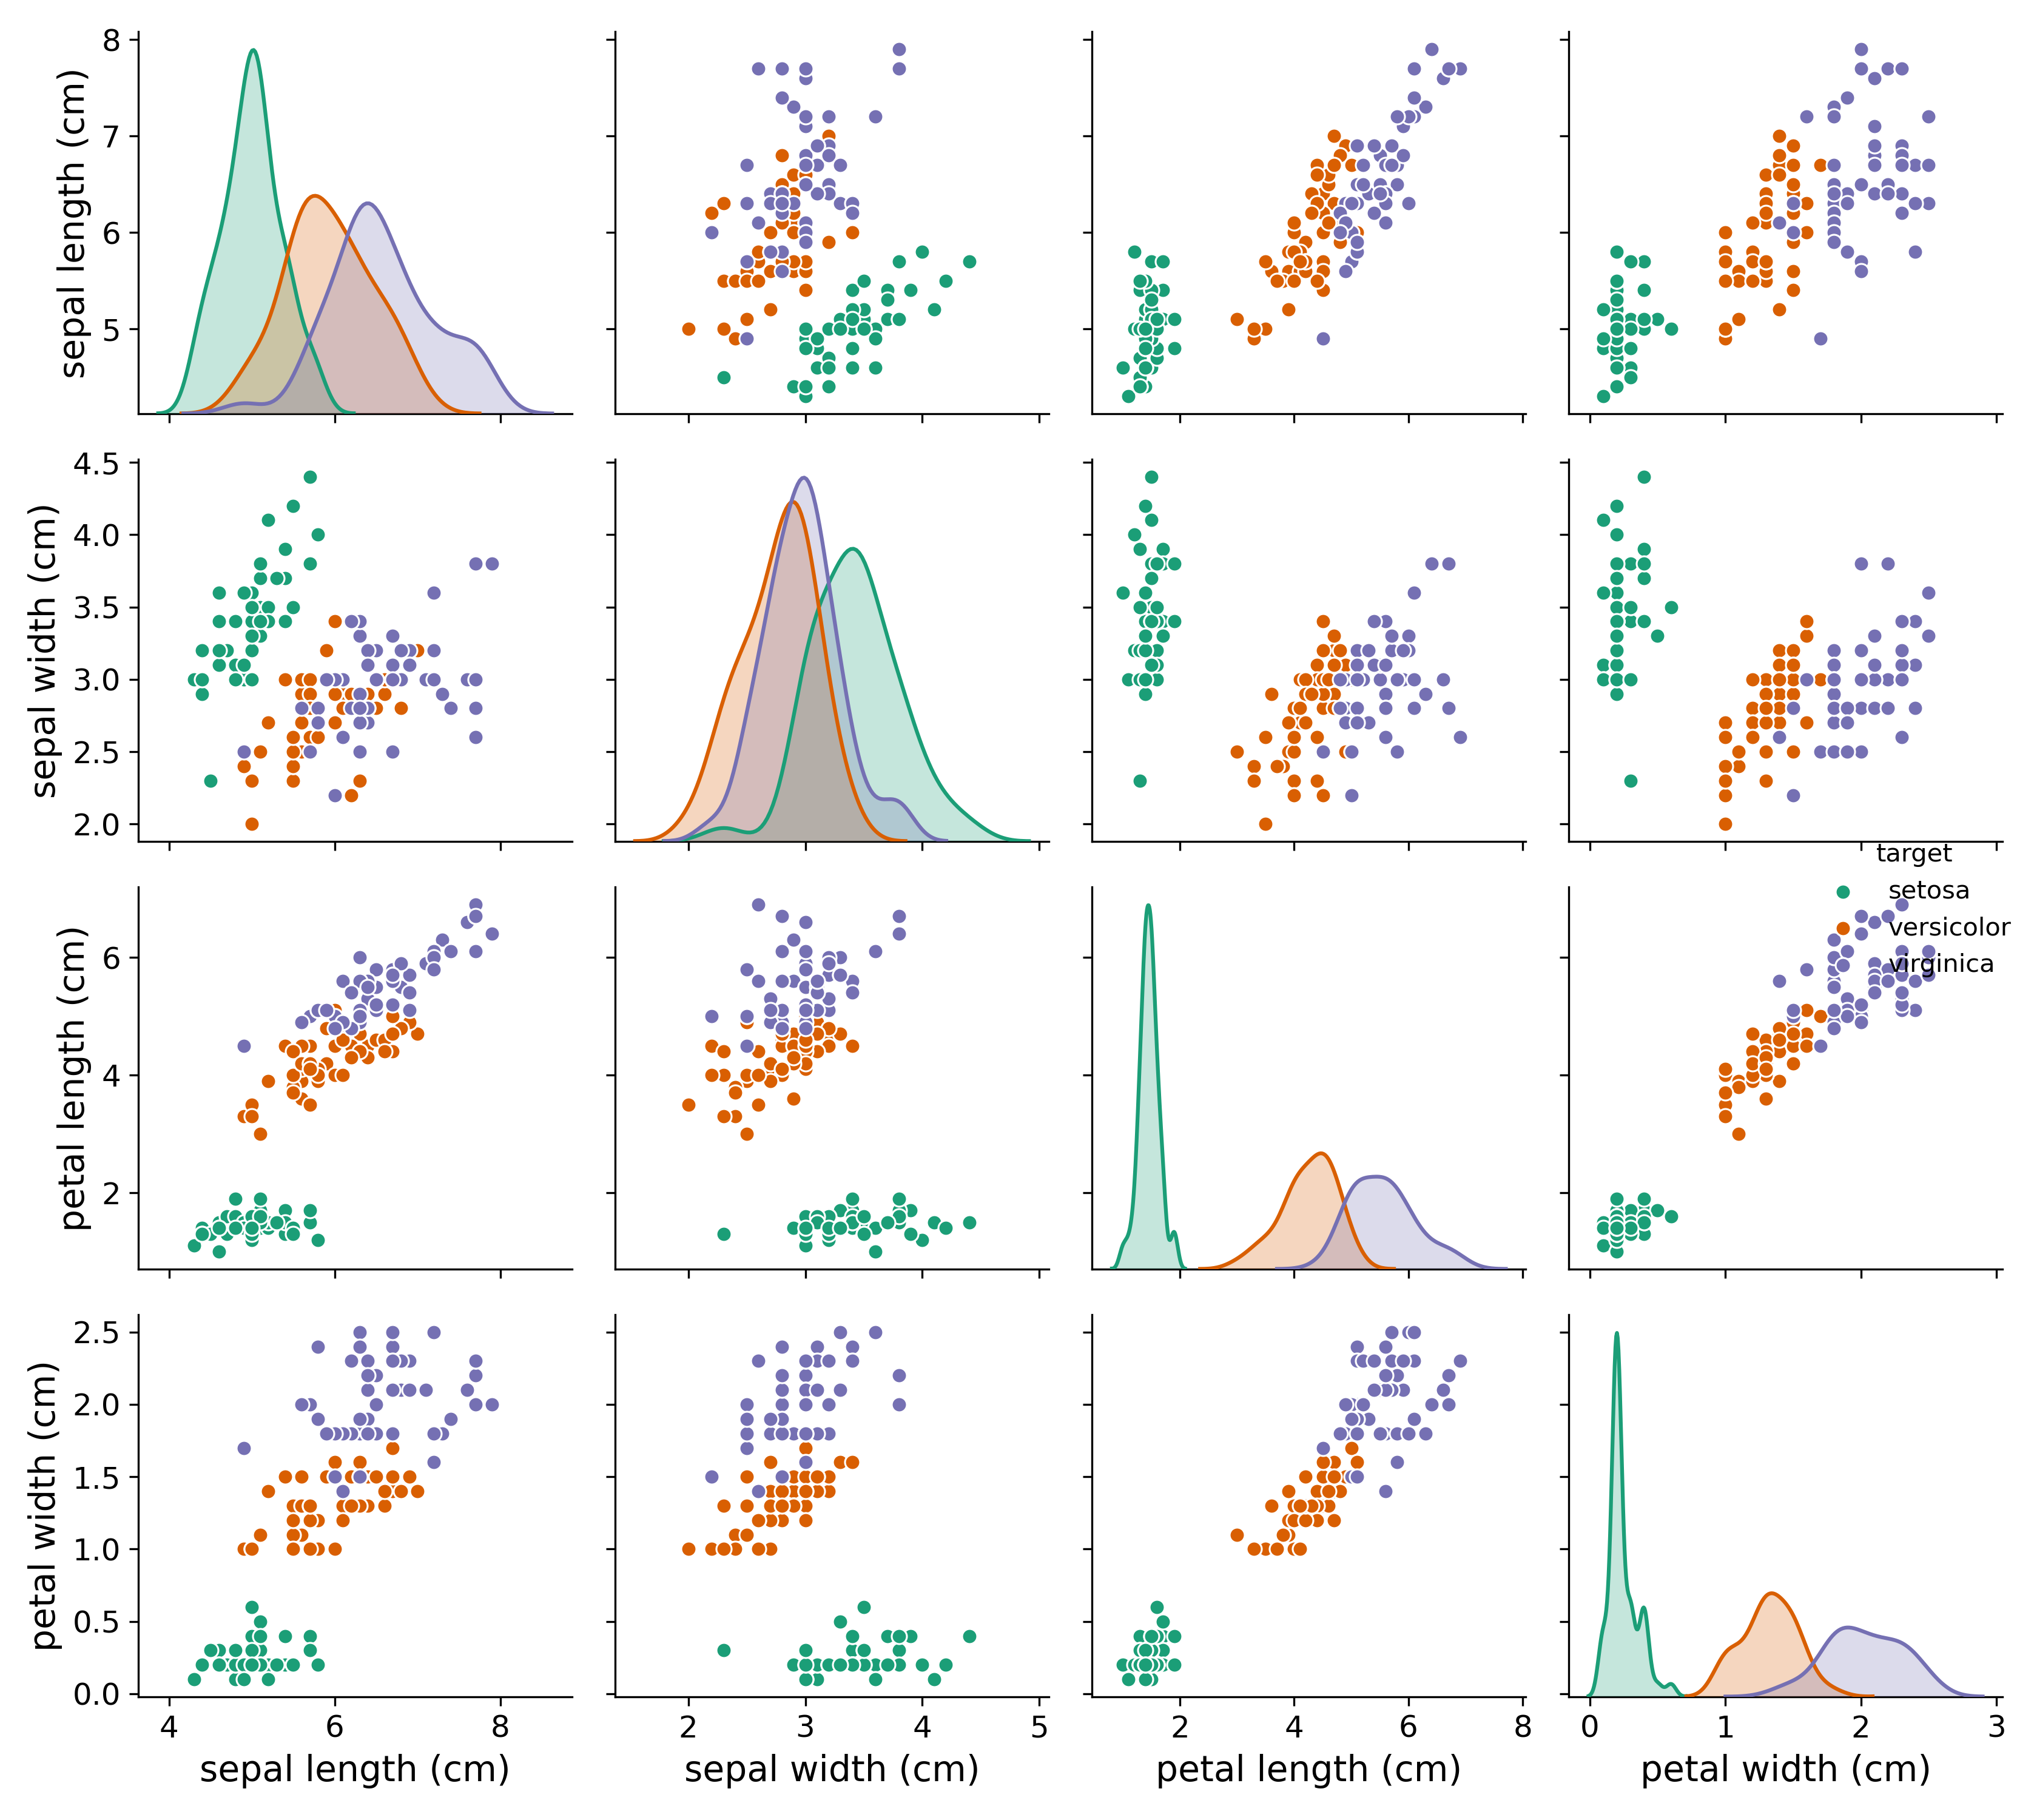 8
7
6
5
sepal length (cm)
4
6
8
2
3
4
5
2
4
6
8
0
1
2
3
4.5
4.0
3.5
3.0
2.5
2.0
sepal width (cm)
target
setosa
versicolor
virginica
6
4
2
petal length (cm)
2.5
2.0
1.5
1.0
0.5
0.0
petal width (cm)
sepal length (cm)
sepal width (cm)
petal length (cm)
petal width (cm)